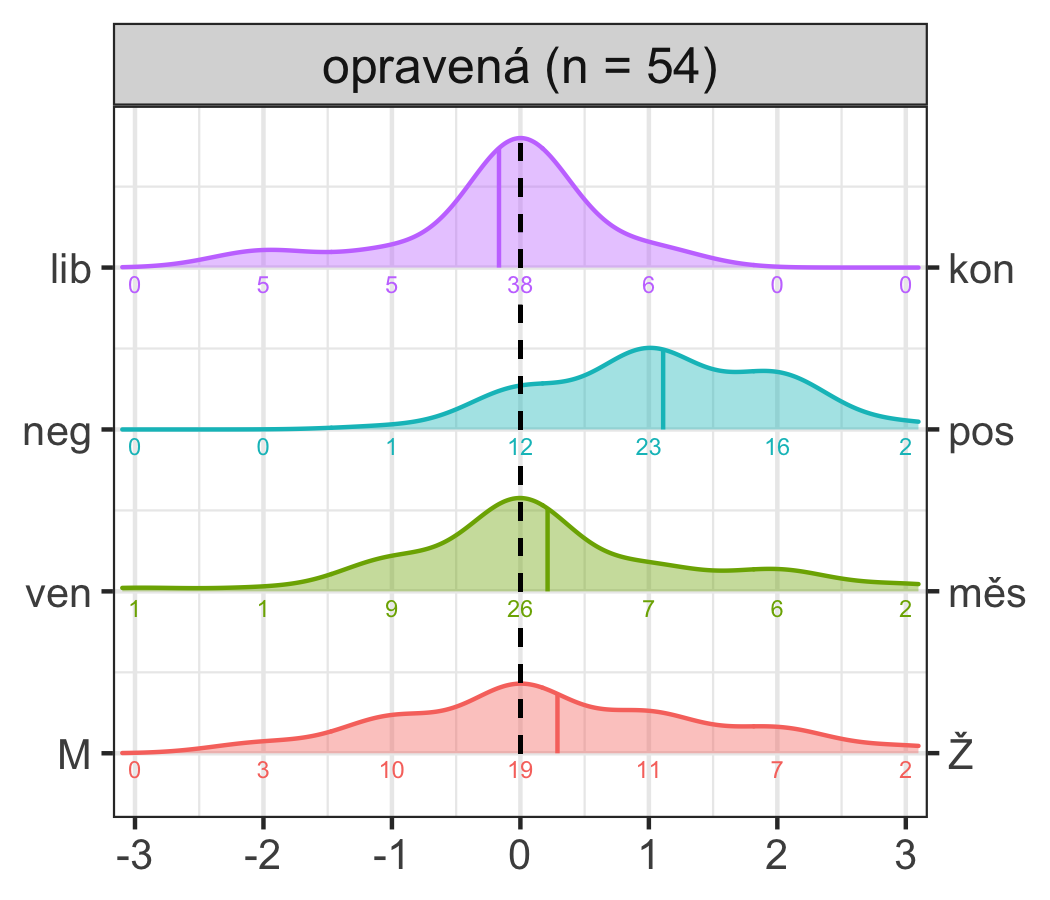 opravená (n = 54)
lib kon
0 5 5 38 6 0 0
neg pos
0 0 1 12 23 16 2
ven měs
1 1 9 26 7 6 2
M Ž
0 3 10 19 11 7 2
-3 -2 -1 0 1 2 3